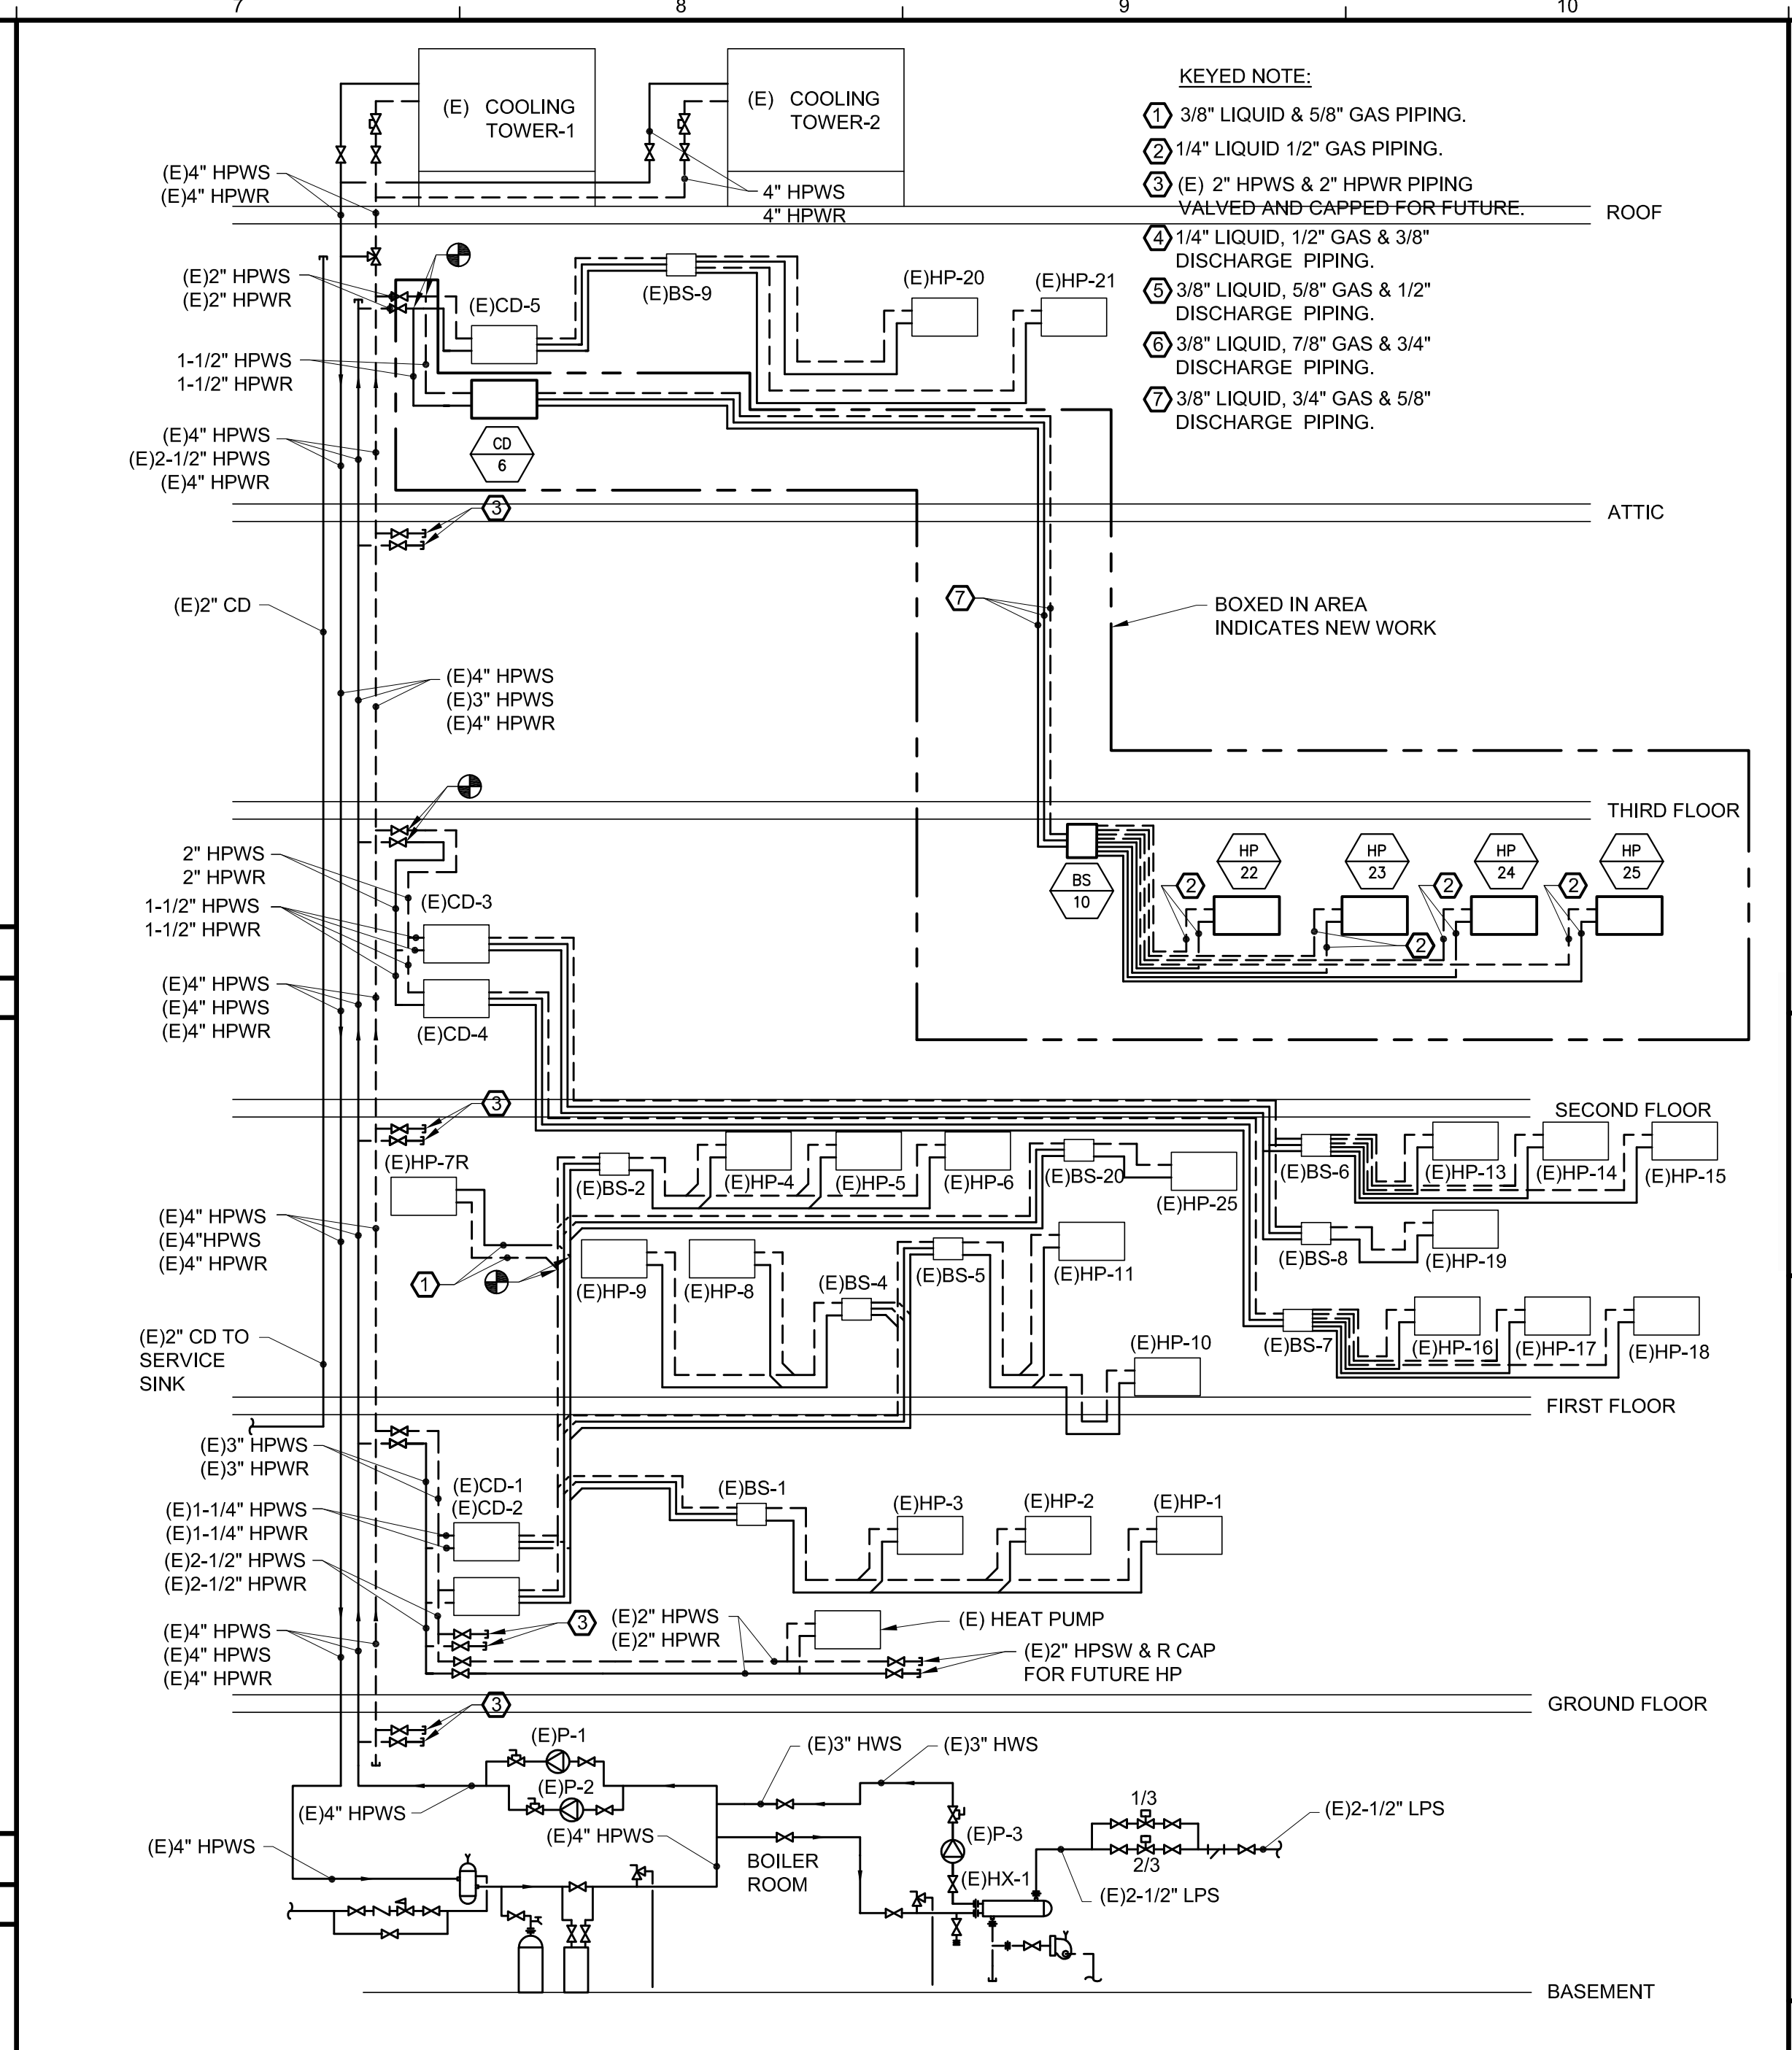 7
8
9
10
(E) COOLING
TOWER-1
(E) COOLING
TOWER-2
KEYED NOTE:
1 3/8" LIQUID & 5/8" GAS PIPING.
2 1/4" LIQUID 1/2" GAS PIPING.
3 (E) 2" HPWS & 2" HPWR PIPING
VALVED AND CAPPED FOR FUTURE.
4 1/4" LIQUID, 1/2" GAS & 3/8"
DISCHARGE PIPING.
5 3/8" LIQUID, 5/8" GAS & 1/2"
DISCHARGE PIPING.
6 3/8" LIQUID, 7/8" GAS & 3/4"
DISCHARGE PIPING.
7 3/8" LIQUID, 3/4" GAS & 5/8"
DISCHARGE PIPING.
(E)4" HPWS
(E)4" HPWR
4" HPWS
4" HPWR
ROOF
(E)2" HPWS
(E)2" HPWR
(E)CD-5
(E)BS-9
(E)HP-20
(E)HP-21
1-1/2" HPWS
1-1/2" HPWR
(E)4" HPWS
(E)2-1/2" HPWS
(E)4" HPWR
CD
6
3
ATTIC
(E)2" CD
7
BOXED IN AREA
INDICATES NEW WORK
(E)4" HPWS
(E)3" HPWS
(E)4" HPWR
THIRD FLOOR
2" HPWS
2" HPWR
1-1/2" HPWS
1-1/2" HPWR
(E)CD-3
(E)4" HPWS
(E)4" HPWS
(E)4" HPWR
(E)CD-4
BS
10
HP
22
HP
23
HP
24
HP
25
2
2
2
2
3
SECOND FLOOR
(E)HP-7R
(E)BS-2
(E)HP-4
(E)HP-5
(E)HP-6
(E)BS-20
(E)HP-25
(E)BS-6
(E)HP-13
(E)HP-14
(E)HP-15
(E)4" HPWS
(E)4"HPWS
(E)4" HPWR
1
(E)HP-9
(E)HP-8
(E)BS-4
(E)BS-5
(E)HP-11
(E)BS-8
(E)HP-19
(E)2" CD TO
SERVICE
SINK
(E)HP-10
(E)BS-7
(E)HP-16
(E)HP-17
(E)HP-18
FIRST FLOOR
(E)3" HPWS
(E)3" HPWR
(E)CD-1
(E)CD-2
(E)BS-1
(E)HP-3
(E)HP-2
(E)HP-1
(E)1-1/4" HPWS
(E)1-1/4" HPWR
(E)2-1/2" HPWS
(E)2-1/2" HPWR
(E)4" HPWS
(E)4" HPWS
(E)4" HPWR
3
(E)2" HPWS
(E)2" HPWR
(E) HEAT PUMP
(E)2" HPSW & R CAP
FOR FUTURE HP
3
GROUND FLOOR
(E)P-1
(E)P-2
(E)3" HWS
(E)3" HWS
(E)4" HPWS
(E)4" HPWS
(E)4" HPWS
BOILER
ROOM
(E)P-3
(E)HX-1
1/3
2/3
(E)2-1/2" LPS
(E)2-1/2" LPS
BASEMENT